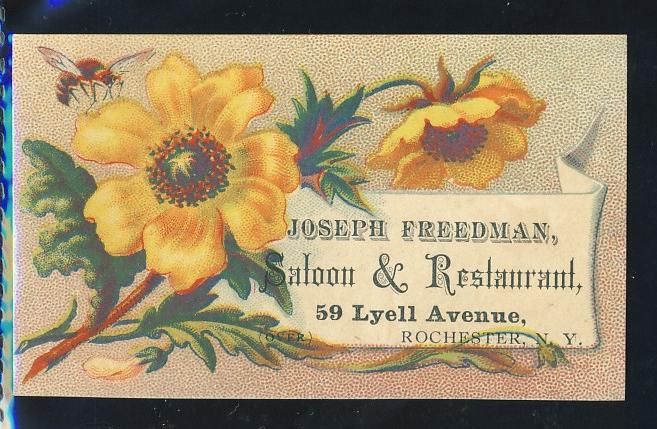 JOSEPH FREEDMAN,
Saloon & Restaurant,
59 Lyell Avenue,
(OVER) ROCHESTER, N. Y.